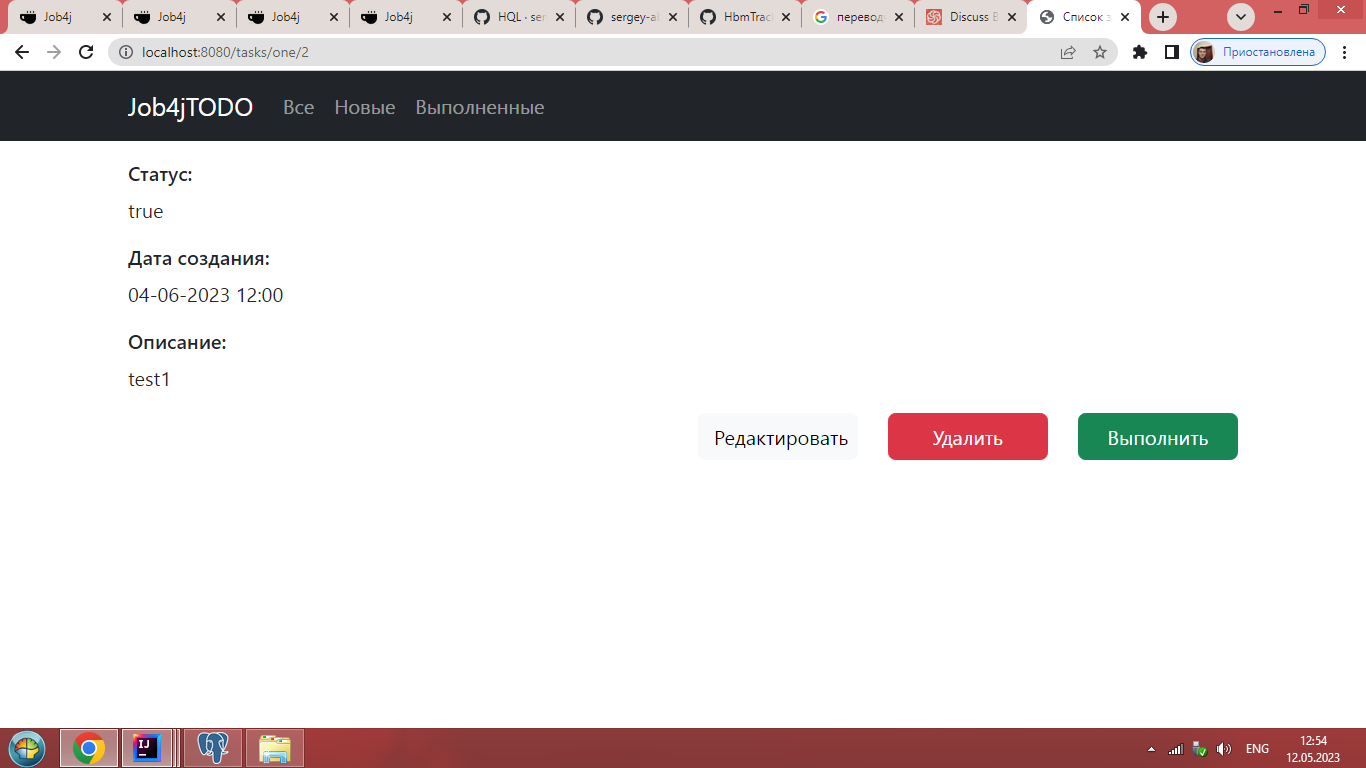 Job4j
Job4j
Job4j
Job4j
HQL · ser
sergey-al
HbmTrac
перевод
Discuss B
Список з
localhost:8080/tasks/one/2
Приостановлена
Job4jTODO Все Новые Выполненные
Статус:
true
Дата создания:
04-06-2023 12:00
Описание:
test1
Редактировать Удалить Выполнить
IJ
ENG
12:54
12.05.2023